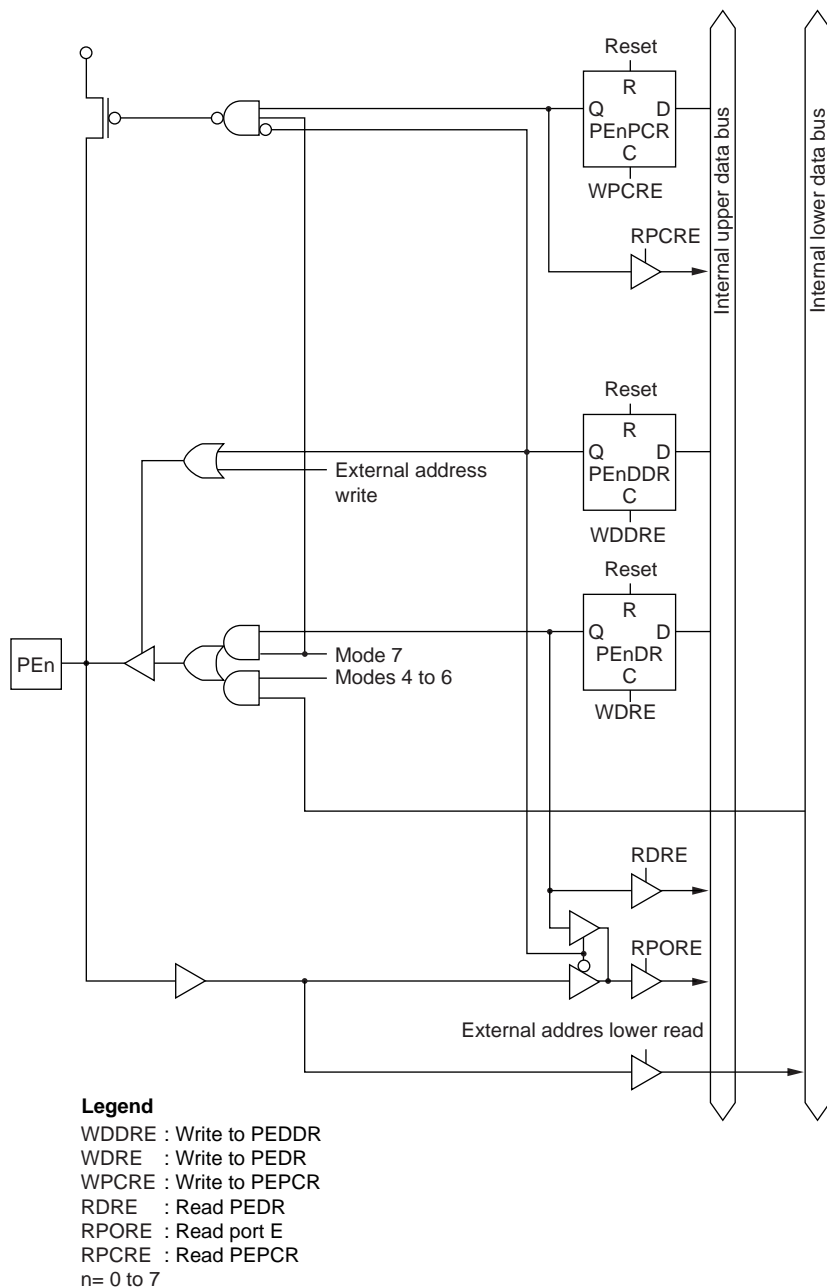 Reset
R
Q D
PEnPCR
C
WPCRE
RPCRE
Internal upper data bus
Internal lower data bus
Reset
R
Q D
PEnDDR
C
WDDRE
External address
write
Reset
R
Q D
PEnDR
C
WDRE
PEn
Mode 7
Modes 4 to 6
RDRE
RPORE
External addres lower read
Legend
WDDRE : Write to PEDDR
WDRE : Write to PEDR
WPCRE : Write to PEPCR
RDRE : Read PEDR
RPORE : Read port E
RPCRE : Read PEPCR
n= 0 to 7